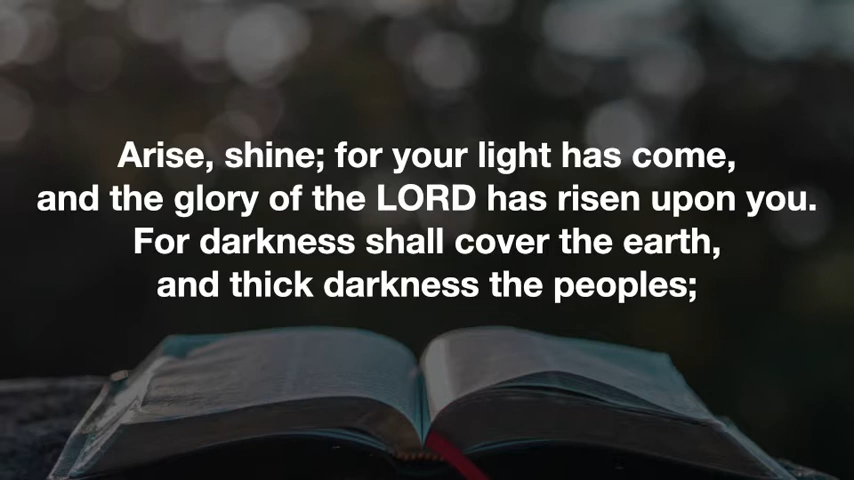 Arise, shine; for your light has come,
and the glory of the LORD has risen upon you.
For darkness shall cover the earth,
and thick darkness the peoples;